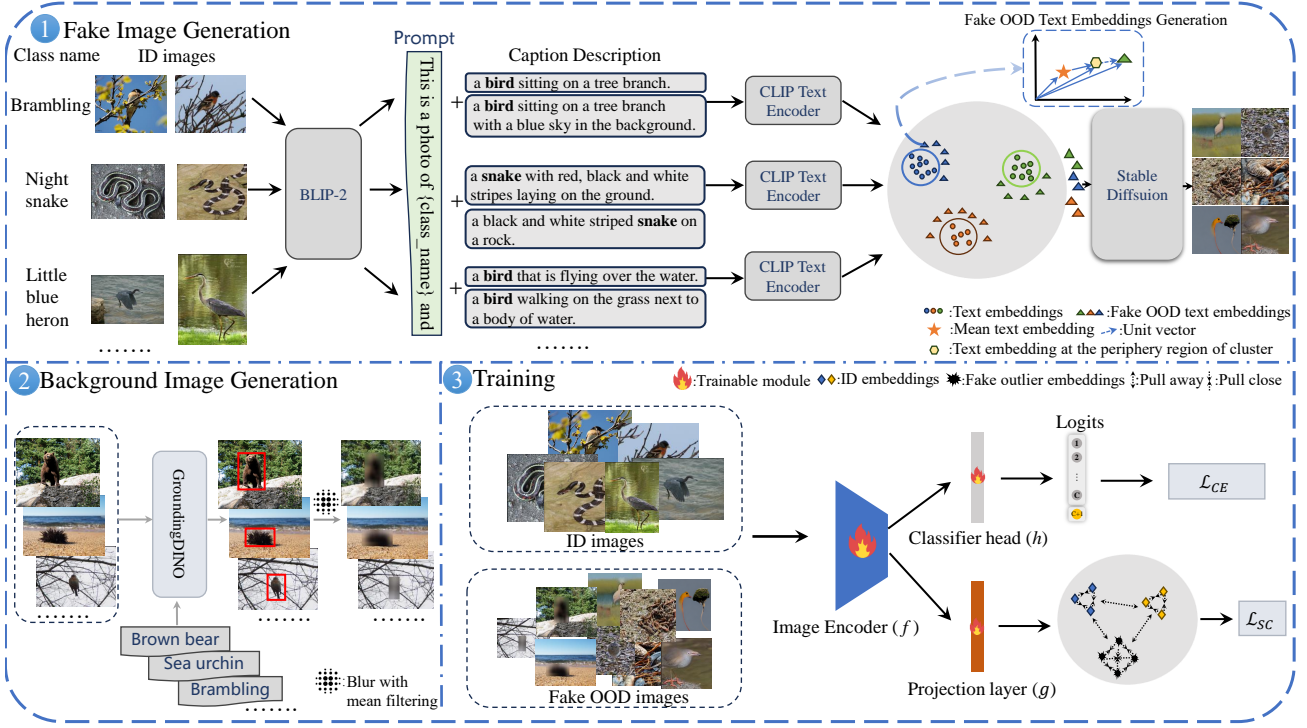 1 Fake Image Generation
Class name
ID images
Brambling
Night
snake
Little
blue
heron
.......
BLIP-2
Prompt
This is a photo of {class_name} and
Caption Description
+ a bird sitting on a tree branch.
a bird sitting on a tree branch
with a blue sky in the background.
+ a snake with red, black and white
stripes laying on the ground.
a black and white striped snake on
a rock.
+ a bird that is flying over the water.
a bird walking on the grass next to
a body of water.
.......
CLIP Text
Encoder
CLIP Text
Encoder
CLIP Text
Encoder
Fake OOD Text Embeddings Generation
Stable
Diffsuion
:Text embeddings
:Fake OOD text embeddings
:Mean text embedding
:Unit vector
:Text embedding at the periphery region of cluster
2 Background Image Generation
GroundingDINO
.......
.......
.......
Brown bear
Sea urchin
Brambling
.......
:Blur with
mean filtering
3 Training
:Trainable module
:ID embeddings
:Fake outlier embeddings
:Pull away
:Pull close
ID images
Fake OOD images
Image Encoder (f)
Classifier head (h)
Projection layer (g)
Logits
1
2
⋮
C
C+1
L_CE
L_SC